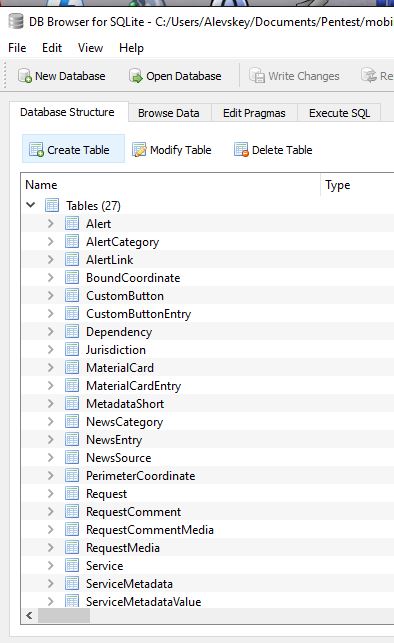 DB Browser for SQLite - C:/Users/Alevskey/Documents/Pentest/mobi
File Edit View Help
New Database Open Database Write Changes Re
Database Structure Browse Data Edit Pragmas Execute SQL
Create Table Modify Table Delete Table
Name Type
Tables (27)
Alert
AlertCategory
AlertLink
BoundCoordinate
CustomButton
CustomButtonEntry
Dependency
Jurisdiction
MaterialCard
MaterialCardEntry
MetadataShort
NewsCategory
NewsEntry
NewsSource
PerimeterCoordinate
Request
RequestComment
RequestCommentMedia
RequestMedia
Service
ServiceMetadata
ServiceMetadataValue